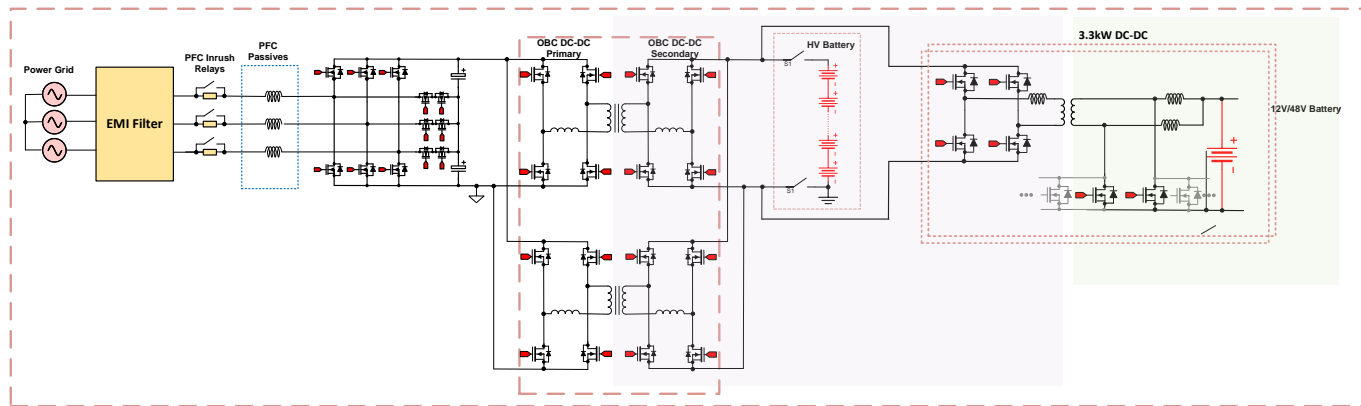 Power Grid
EMI Filter
PFC Inrush
Relays
PFC
Passives
OBC DC-DC
Primary
OBC DC-DC
Secondary
S1
HV Battery
S1
3.3kW DC-DC
12V/48V Battery